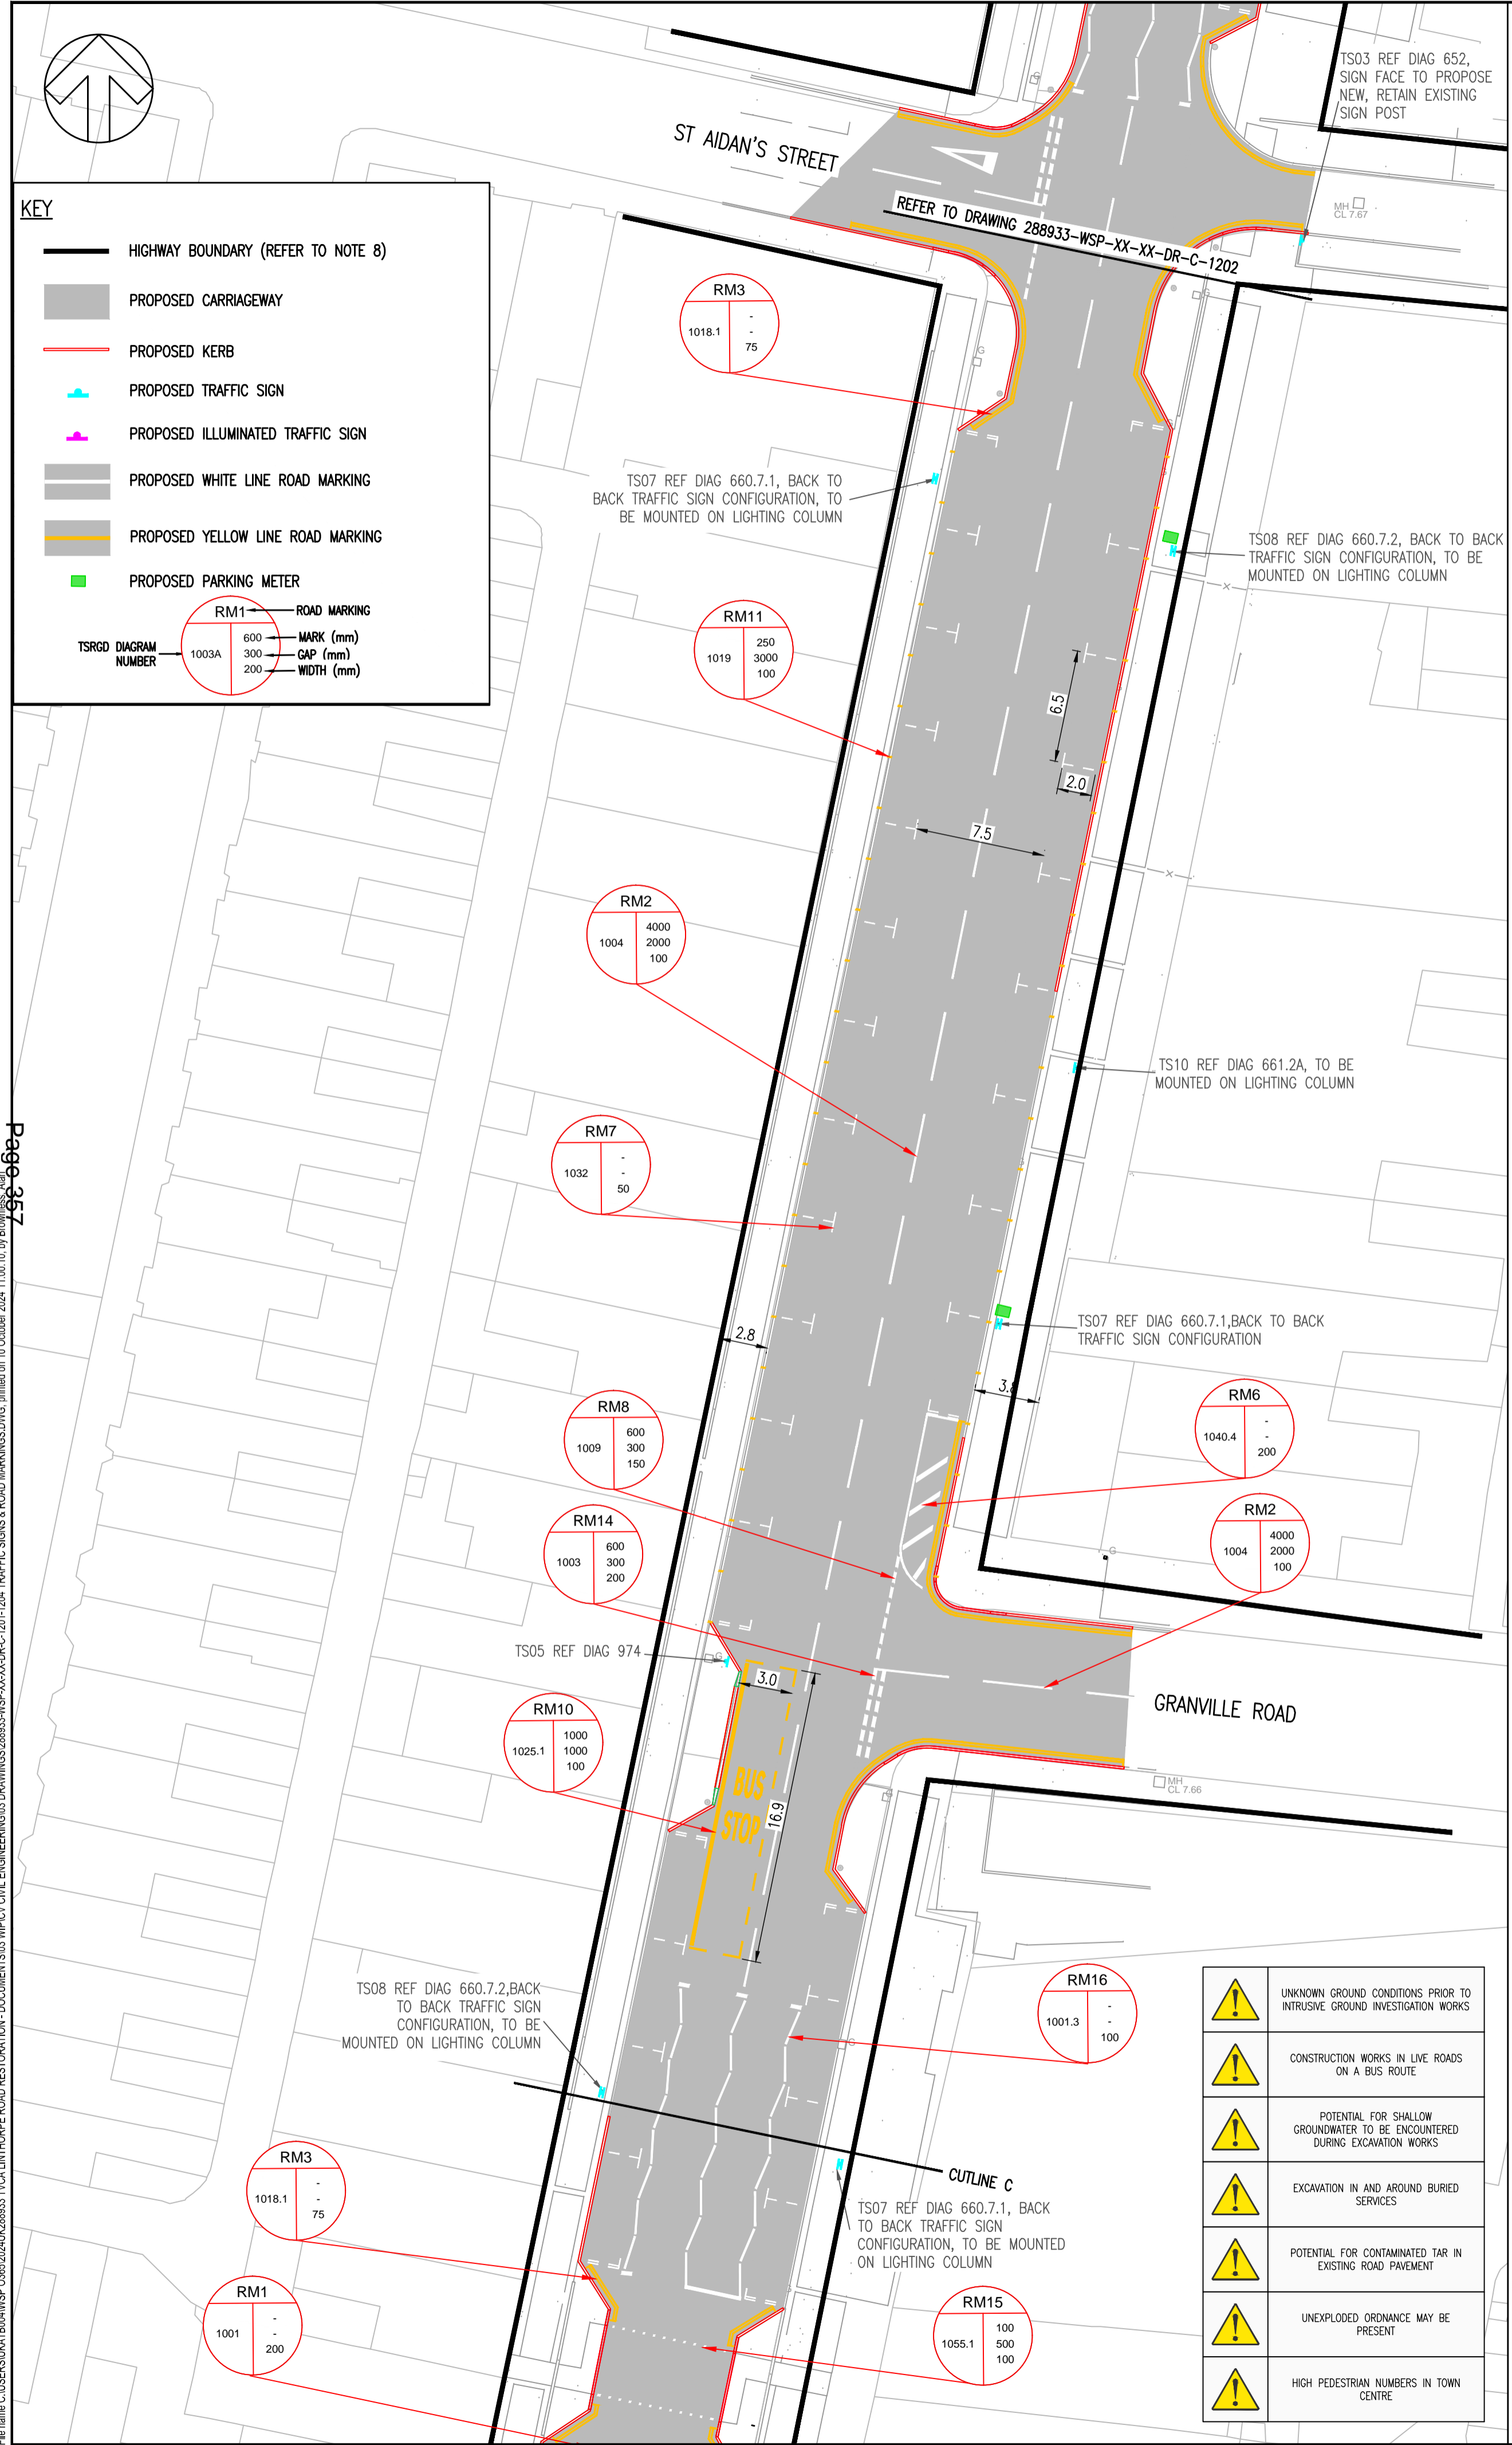 TS03 REF DIAG 652,
SIGN FACE TO PROPOSE
NEW, RETAIN EXISTING
SIGN POST
ST AIDAN'S STREET
MH
CL 7.67
REFER TO DRAWING 288933-WSP-XX-XX-DR-C-1202
KEY
HIGHWAY BOUNDARY (REFER TO NOTE 8)
PROPOSED CARRIAGEWAY
PROPOSED KERB
PROPOSED TRAFFIC SIGN
PROPOSED ILLUMINATED TRAFFIC SIGN
PROPOSED WHITE LINE ROAD MARKING
PROPOSED YELLOW LINE ROAD MARKING
PROPOSED PARKING METER
RM1
ROAD MARKING
TSRGD DIAGRAM
NUMBER
1003A
600
MARK (mm)
300
GAP (mm)
200
WIDTH (mm)
G
G
G
RM3
1018.1
-
-
75
TS07 REF DIAG 660.7.1, BACK TO
BACK TRAFFIC SIGN CONFIGURATION, TO
BE MOUNTED ON LIGHTING COLUMN
TS08 REF DIAG 660.7.2, BACK TO BACK
TRAFFIC SIGN CONFIGURATION, TO BE
MOUNTED ON LIGHTING COLUMN
RM11
1019
250
3000
100
6.5
2.0
7.5
RM2
1004
4000
2000
100
TS10 REF DIAG 661.2A, TO BE
MOUNTED ON LIGHTING COLUMN
RM7
1032
-
-
50
TS07 REF DIAG 660.7.1,BACK TO BACK
TRAFFIC SIGN CONFIGURATION
2.8
RM8
1009
600
300
150
RM6
1040.4
-
-
200
RM14
1003
600
300
200
RM2
1004
4000
2000
100
G
TS05 REF DIAG 974
G
3.0
GRANVILLE ROAD
RM10
1025.1
1000
1000
100
BUS
STOP
16.9
MH
CL 7.66
G
TS08 REF DIAG 660.7.2,BACK
TO BACK TRAFFIC SIGN
CONFIGURATION, TO BE
MOUNTED ON LIGHTING COLUMN
RM16
1001.3
-
-
100
G
CUTLINE C
RM3
1018.1
-
-
75
TS07 REF DIAG 660.7.1, BACK
TO BACK TRAFFIC SIGN
CONFIGURATION, TO BE MOUNTED
ON LIGHTING COLUMN
RM1
1001
-
-
200
RM15
1055.1
100
500
100
UNKNOWN GROUND CONDITIONS PRIOR TO
INTRUSIVE GROUND INVESTIGATION WORKS
CONSTRUCTION WORKS IN LIVE ROADS
ON A BUS ROUTE
POTENTIAL FOR SHALLOW
GROUNDWATER TO BE ENCOUNTERED
DURING EXCAVATION WORKS
EXCAVATION IN AND AROUND BURIED
SERVICES
POTENTIAL FOR CONTAMINATED TAR IN
EXISTING ROAD PAVEMENT
UNEXPLODED ORDNANCE MAY BE
PRESENT
HIGH PEDESTRIAN NUMBERS IN TOWN
CENTRE
Page 357